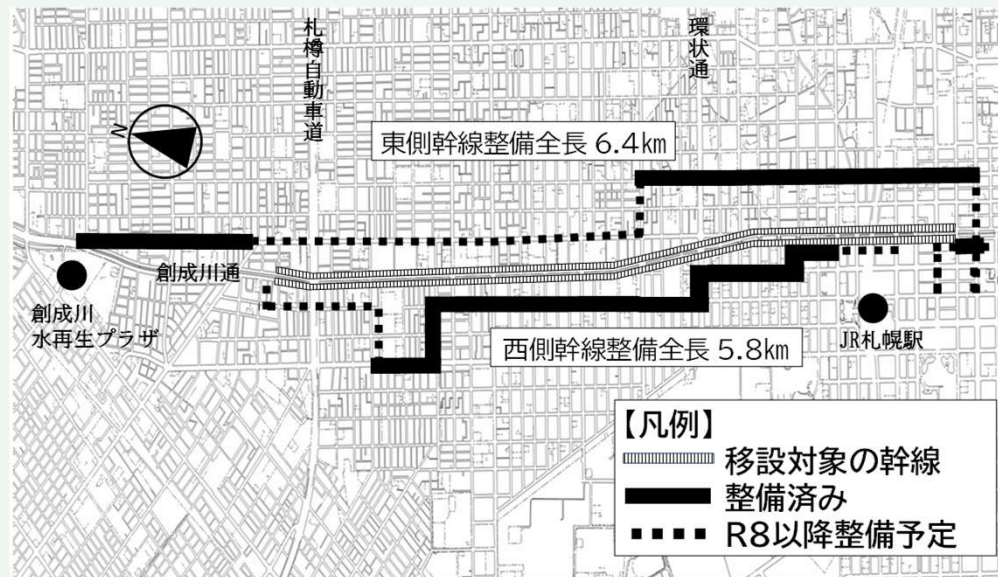 札樽自動車道
環状通
N
東側幹線整備全長 6.4km
創成川通
創成川
水再生プラザ
西側幹線整備全長 5.8km
JR札幌駅
【凡例】
移設対象の幹線
整備済み
R8以降整備予定